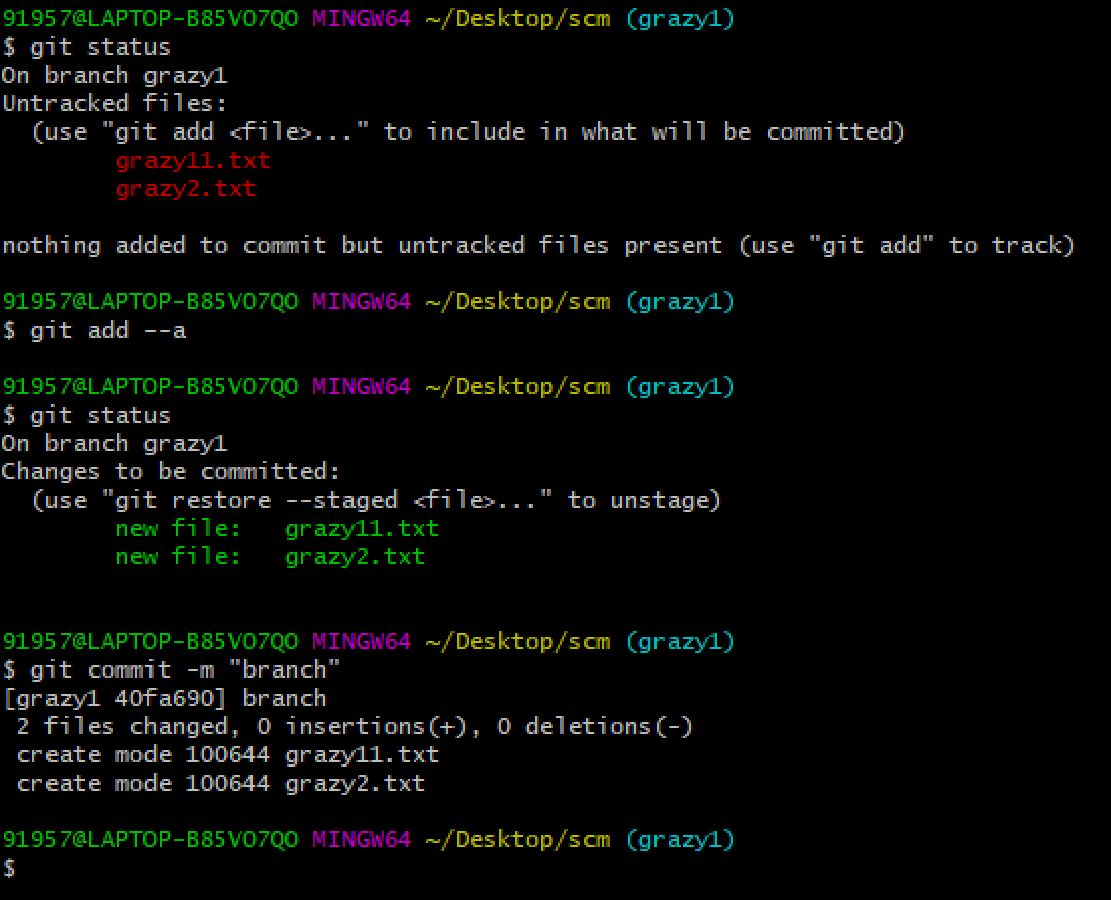 91957@LAPTOP-B85VO7QO MINGW64 ~/Desktop/scm (grazy1)
$ git status
On branch grazy1
Untracked files:
  (use "git add <file>..." to include in what will be committed)
        grazy11.txt
        grazy2.txt

nothing added to commit but untracked files present (use "git add" to track)

91957@LAPTOP-B85VO7QO MINGW64 ~/Desktop/scm (grazy1)
$ git add --a

91957@LAPTOP-B85VO7QO MINGW64 ~/Desktop/scm (grazy1)
$ git status
On branch grazy1
Changes to be committed:
  (use "git restore --staged <file>..." to unstage)
        new file:   grazy11.txt
        new file:   grazy2.txt


91957@LAPTOP-B85VO7QO MINGW64 ~/Desktop/scm (grazy1)
$ git commit -m "branch"
[grazy1 40fa690] branch
 2 files changed, 0 insertions(+), 0 deletions(-)
 create mode 100644 grazy11.txt
 create mode 100644 grazy2.txt

91957@LAPTOP-B85VO7QO MINGW64 ~/Desktop/scm (grazy1)
$